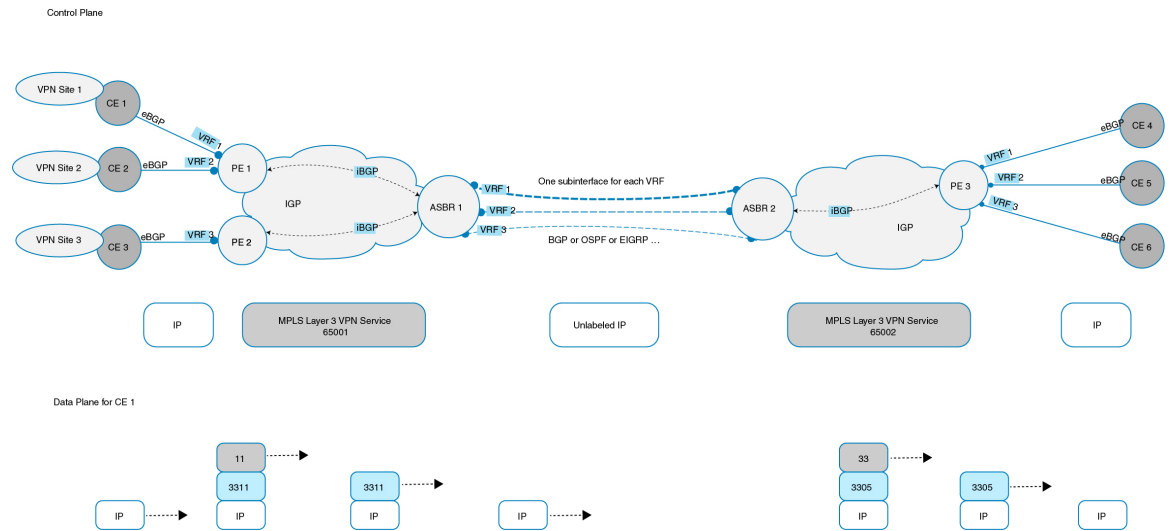 Control Plane
VPN Site 1
CE 1
eBGP
VRF 1
VPN Site 2
CE 2
eBGP
VRF 2
PE 1
VPN Site 3
CE 3
eBGP
VRF 3
PE 2
iBGP
IGP
iBGP
ASBR 1
VRF 1
One subinterface for each VRF
VRF 2
VRF 3
BGP or OSPF or EIGRP ...
ASBR 2
iBGP
IGP
PE 3
VRF 1
eBGP
CE 4
VRF 2
eBGP
CE 5
VRF 3
eBGP
CE 6
IP
MPLS Layer 3 VPN Service
65001
Unlabeled IP
MPLS Layer 3 VPN Service
65002
IP
Data Plane for CE 1
IP
11
3311
IP
3311
IP
IP
33
3305
IP
3305
IP
IP